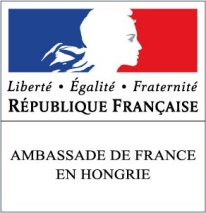 Liberté • Égalité • Fraternité
RÉPUBLIQUE FRANÇAISE
AMBASSADE DE FRANCE
EN HONGRIE